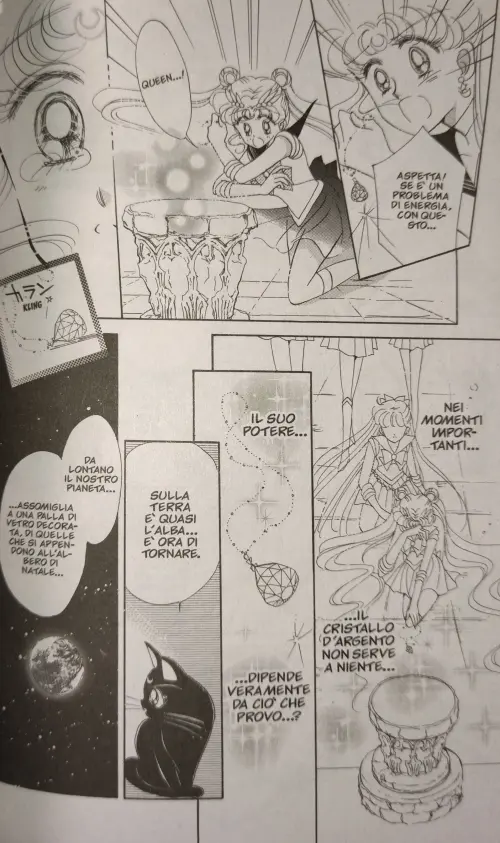 ASPETTA!
SE E' UN
PROBLEMA
DI ENERGIA,
CON QUE-
STO...
QUEEN...!
カラン
KLING
NEI
MOMENTI
IMPOR-
TANTI...
...IL
CRISTALLO
D'ARGENTO
NON SERVE
A NIENTE...
IL SUO
POTERE...
...DIPENDE
VERAMENTE
DA CIO' CHE
PROVO...?
SULLA
TERRA
E' QUASI
L'ALBA...
E' ORA DI
TORNARE.
DA
LONTANO
IL NOSTRO
PIANETA...
...ASSOMIGLIA
A UNA PALLA DI
VETRO DECORA-
TA, DI QUELLE
CHE SI APPEN-
DONO ALL'AL-
BERO DI
NATALE...